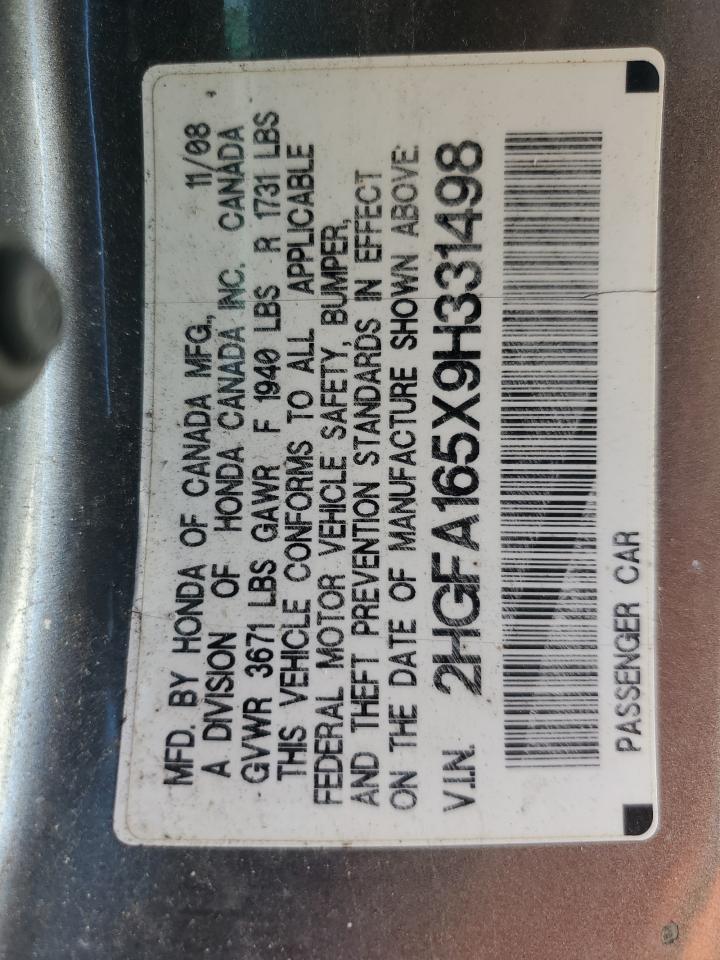 MFD. BY HONDA OF CANADA MFG., 11/08
A DIVISION OF HONDA CANADA INC. CANADA
GVWR 3671 LBS GAWR F 1940 LBS R 1731 LBS
THIS VEHICLE CONFORMS TO ALL APPLICABLE
FEDERAL MOTOR VEHICLE SAFETY, BUMPER,
AND THEFT PREVENTION STANDARDS IN EFFECT
ON THE DATE OF MANUFACTURE SHOWN ABOVE.
V.I.N. 2HGFA165X9H331498
PASSENGER CAR